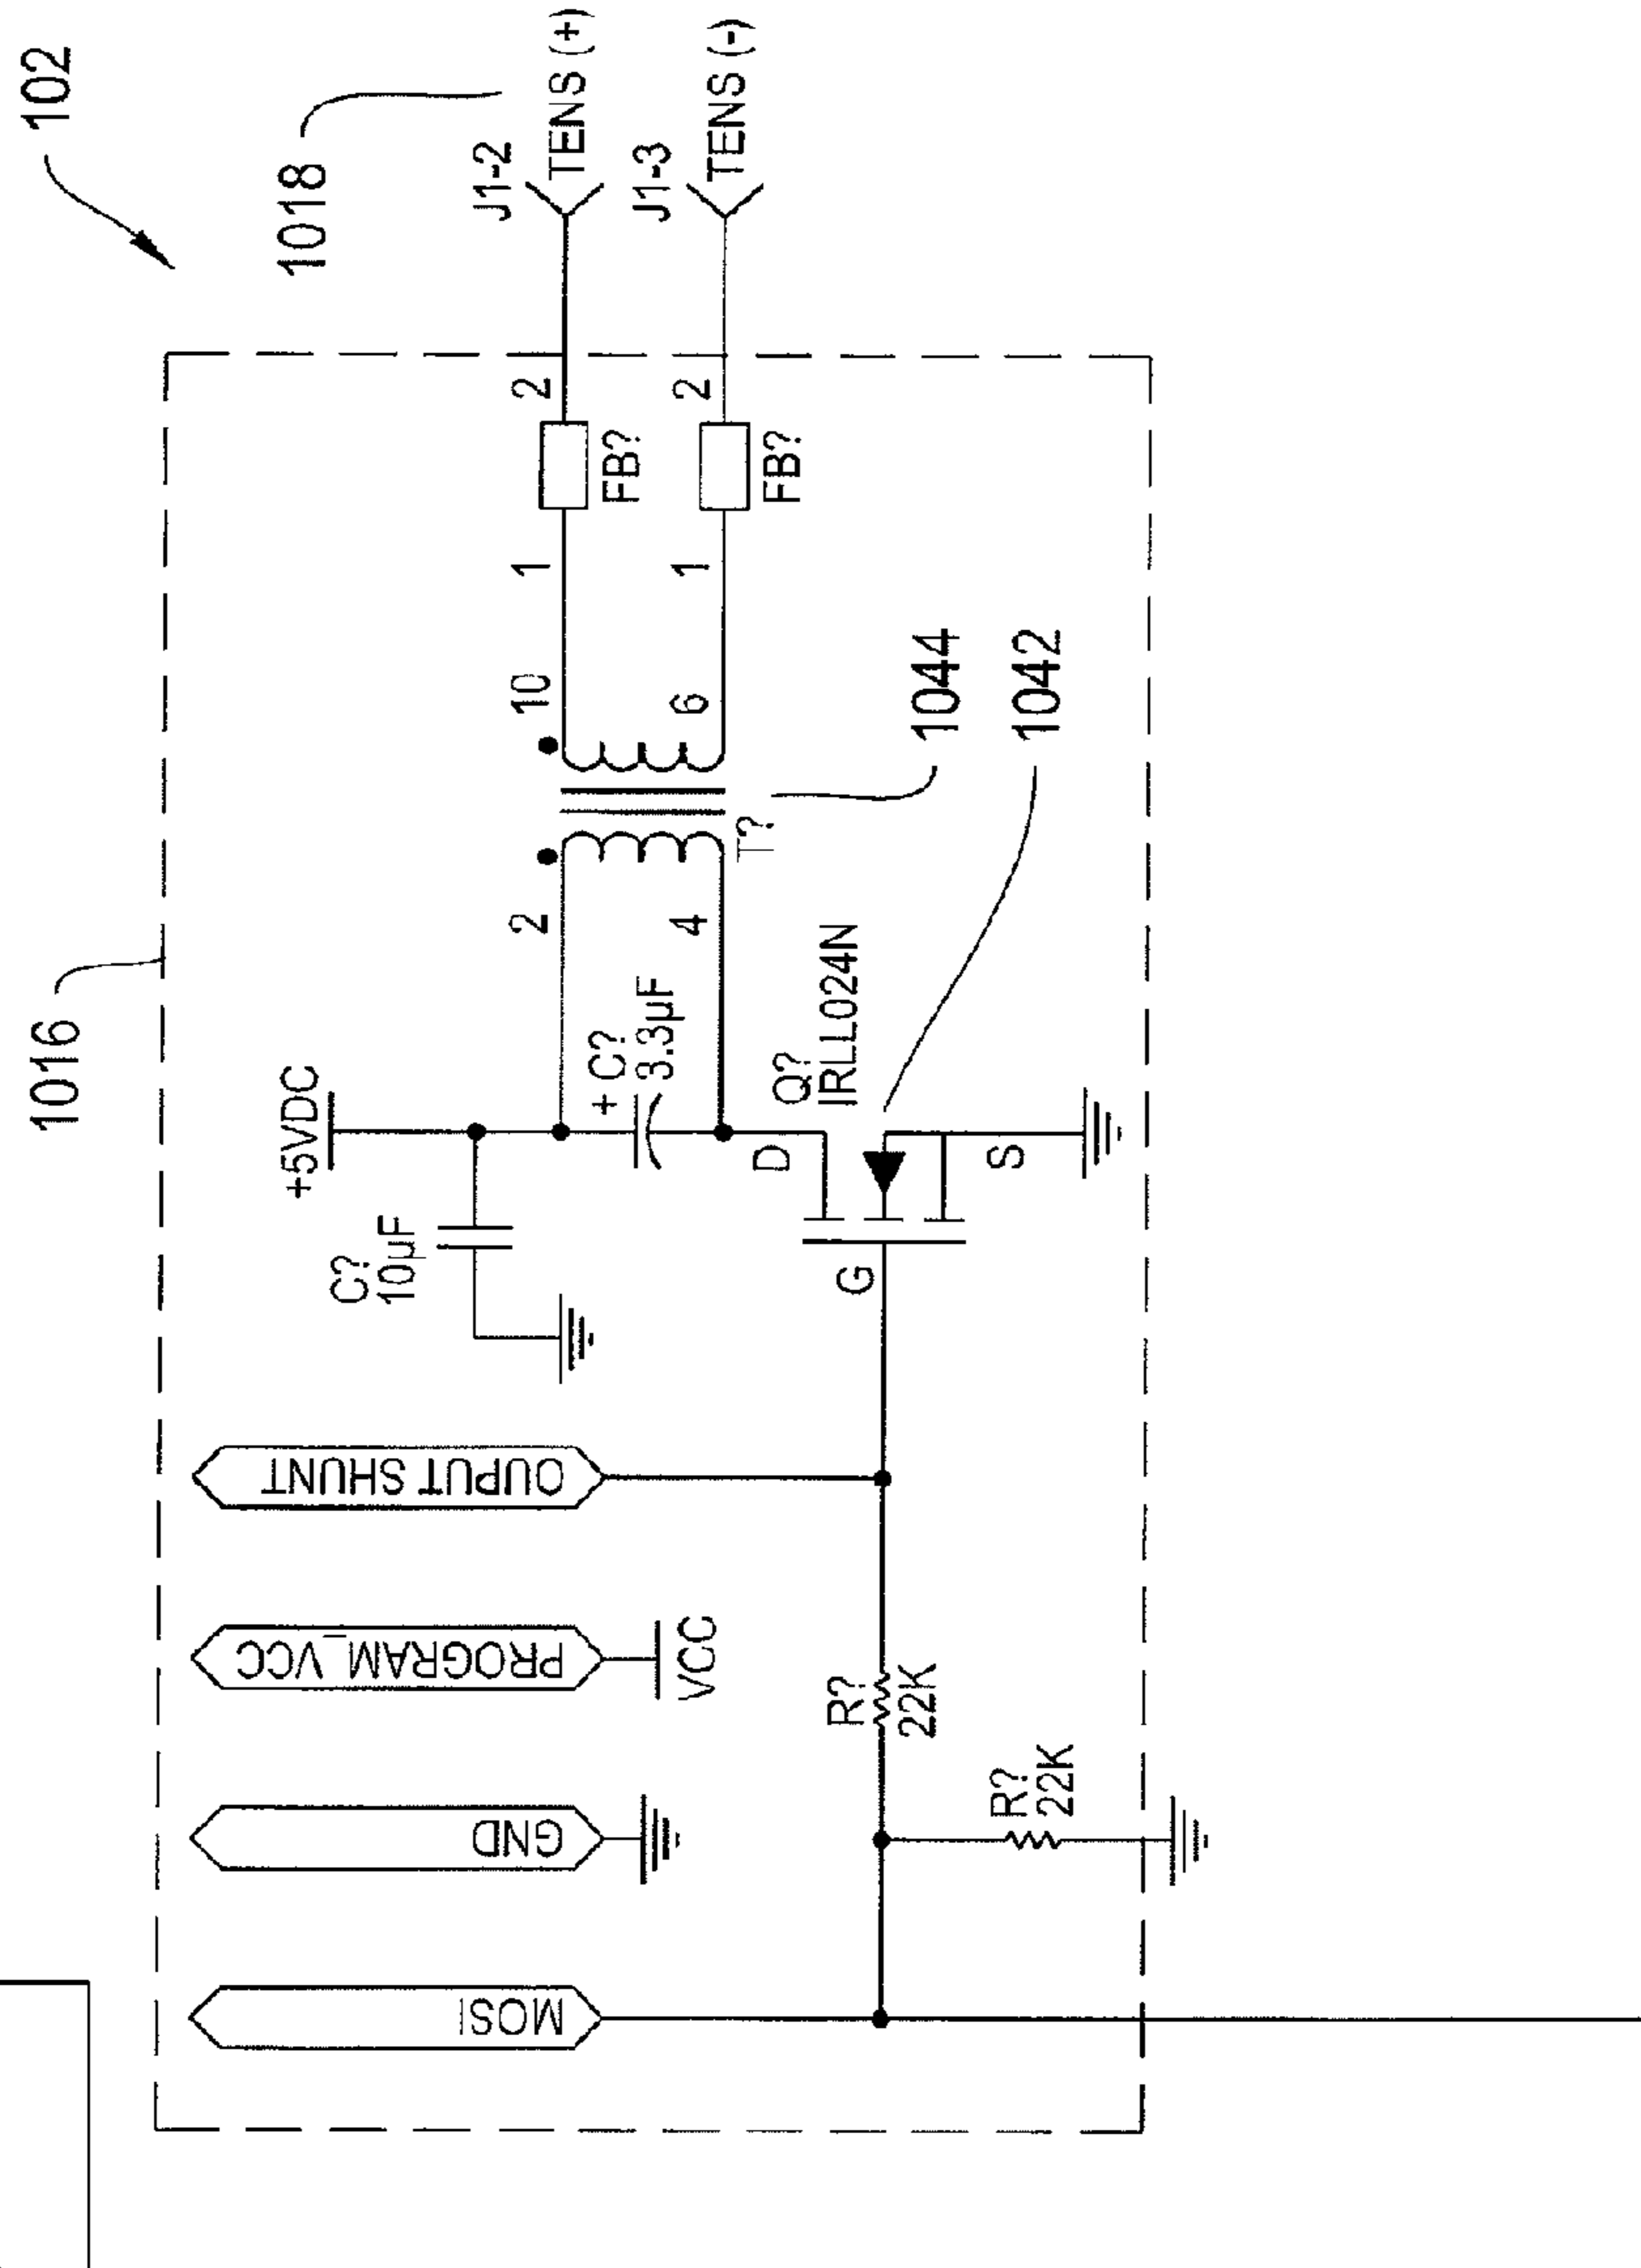 102
1016
1018
J1-2
TENS (+)
J1-3
TENS (-)
MOSI
GND
PROGRAM_VCC
VCC
OUPUT SHUNT
C?
10µF
+5VDC
+ C?
3.3µF
2
4
T?
10
6
1
FB?
2
1
FB?
2
1044
1042
Q?
IRLL024N
D
G
S
R?
22K
R?
22K